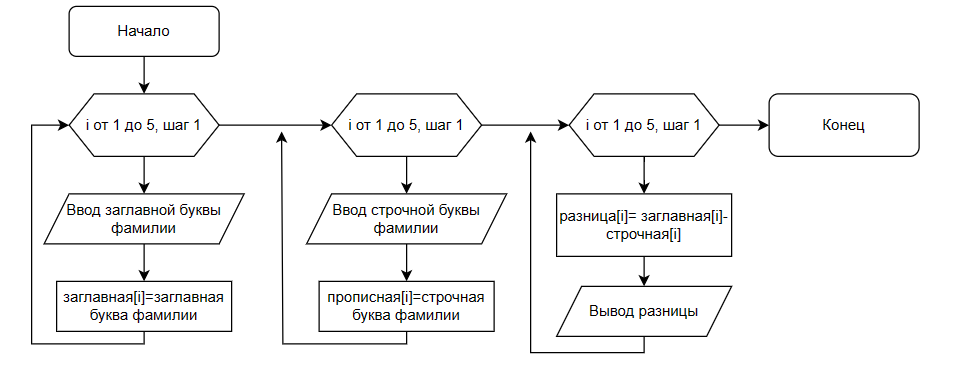 Начало
i от 1 до 5, шаг 1
Ввод заглавной буквы
фамилии
заглавная[i]=заглавная
буква фамилии
i от 1 до 5, шаг 1
Ввод строчной буквы
фамилии
прописная[i]=строчная
буква фамилии
i от 1 до 5, шаг 1
разница[i]= заглавная[i]-
строчная[i]
Вывод разницы
Конец